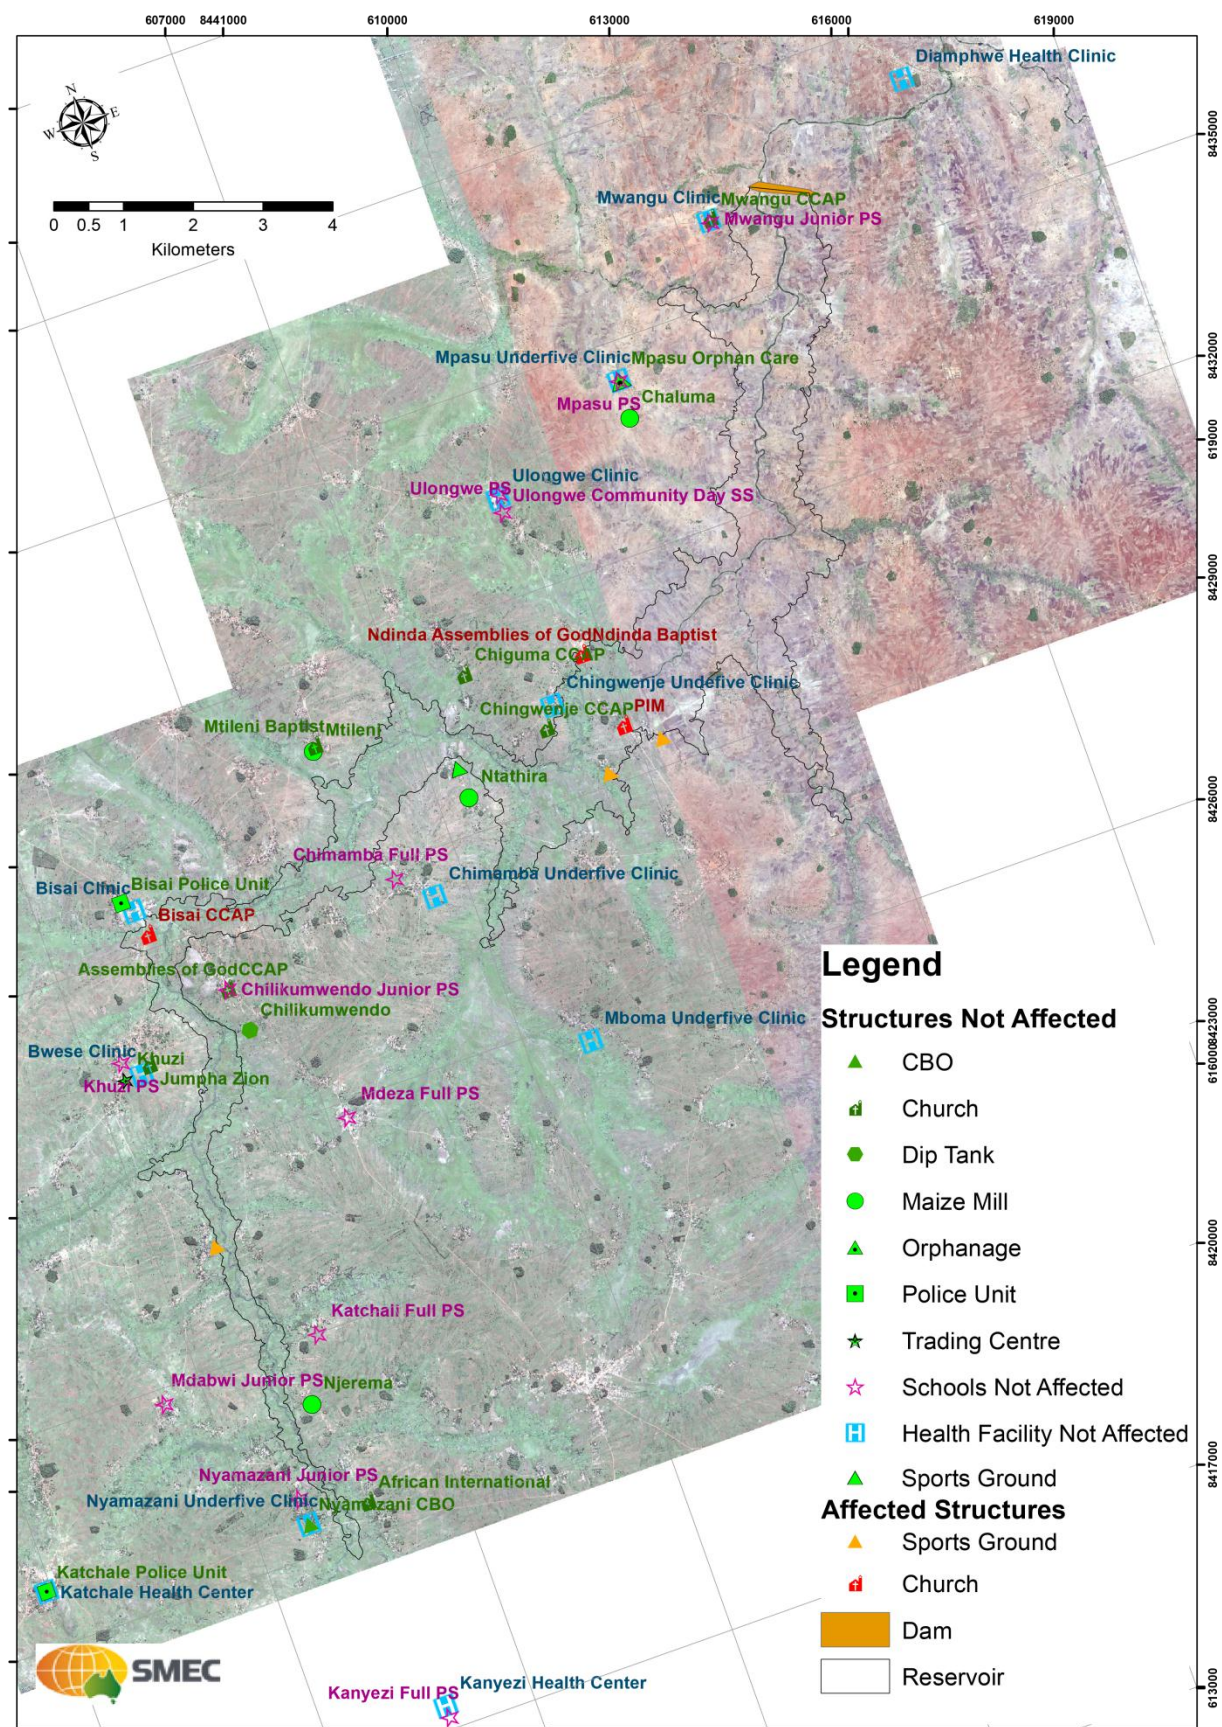 607000 8441000 610000 613000 616000 619000
Diamphwe Health Clinic
N
E
W
S
8435000
Mwangu Clinic Mwangu CCAP
Mwangu Junior PS
0 0.5 1 2 3 4
Kilometers
8432000
Mpasu Underfive Clinic Mpasu Orphan Care
Chaluma
Mpasu PS
619000
Ulongwe Clinic
Ulongwe PS
Ulongwe Community Day SS
8429000
Ndinda Assemblies of God Ndinda Baptist
Chiguma CCAP
Chingwenje Undefive Clinic
Chingwenje CCAP PIM
Mtileni Baptist Mtileni
Ntathira
8426000
Chimamba Full PS
Chimamba Underfive Clinic
Bisai Clinic Bisai Police Unit
Bisai CCAP
Assemblies of God CCAP
Chilikumwendo Junior PS
Chilikumwendo
Mboma Underfive Clinic
8423000
616000
Bwese Clinic Khuzi
Khuzi PS Jumpha Zion
Mdeza Full PS
8420000
Katchali Full PS
Mdabwi Junior PS Njerema
8417000
Nyamazani Junior PS African International
Nyamazani Underfive Clinic Nyamazani CBO
Katchale Police Unit
Katchale Health Center
SMEC
Kanyezi Full PS Kanyezi Health Center
613000
Legend
Structures Not Affected
CBO
Church
Dip Tank
Maize Mill
Orphanage
Police Unit
Trading Centre
Schools Not Affected
Health Facility Not Affected
Sports Ground
Affected Structures
Sports Ground
Church
Dam
Reservoir